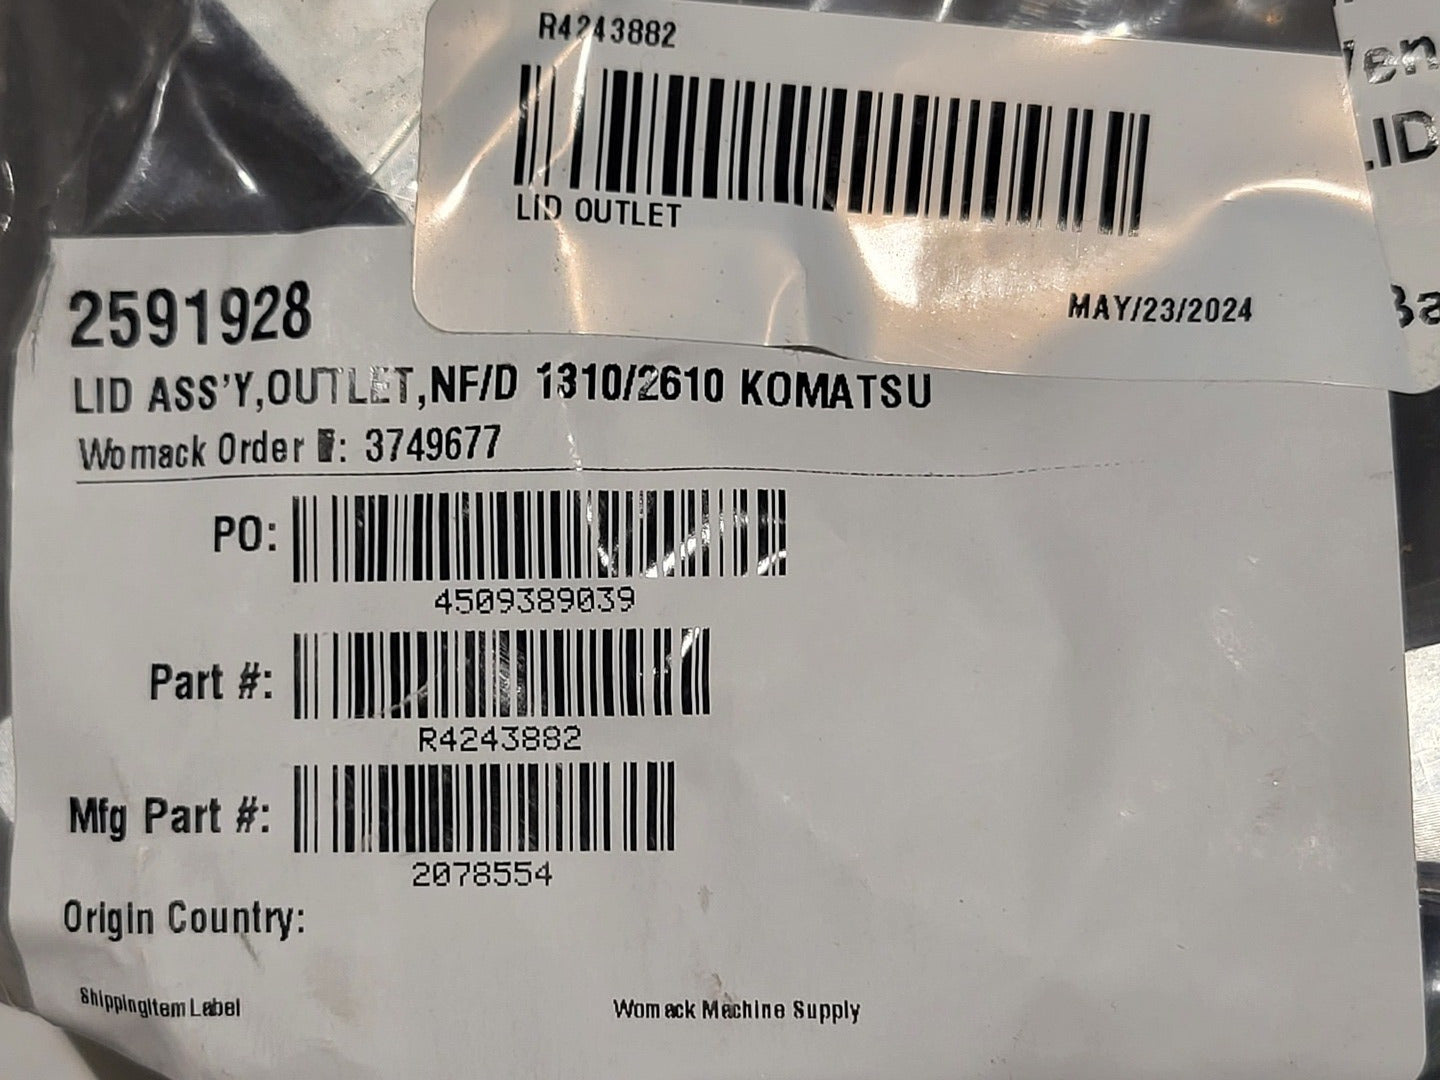 R4243882
LID OUTLET
MAY/23/2024
2591928
LID ASS'Y,OUTLET,NF/D 1310/2610 KOMATSU
Womack Order #: 3749677
PO:
4509389039
Part #:
R4243882
Mfg Part #:
2078554
Origin Country:
ShippingItem Label
Womack Machine Supply